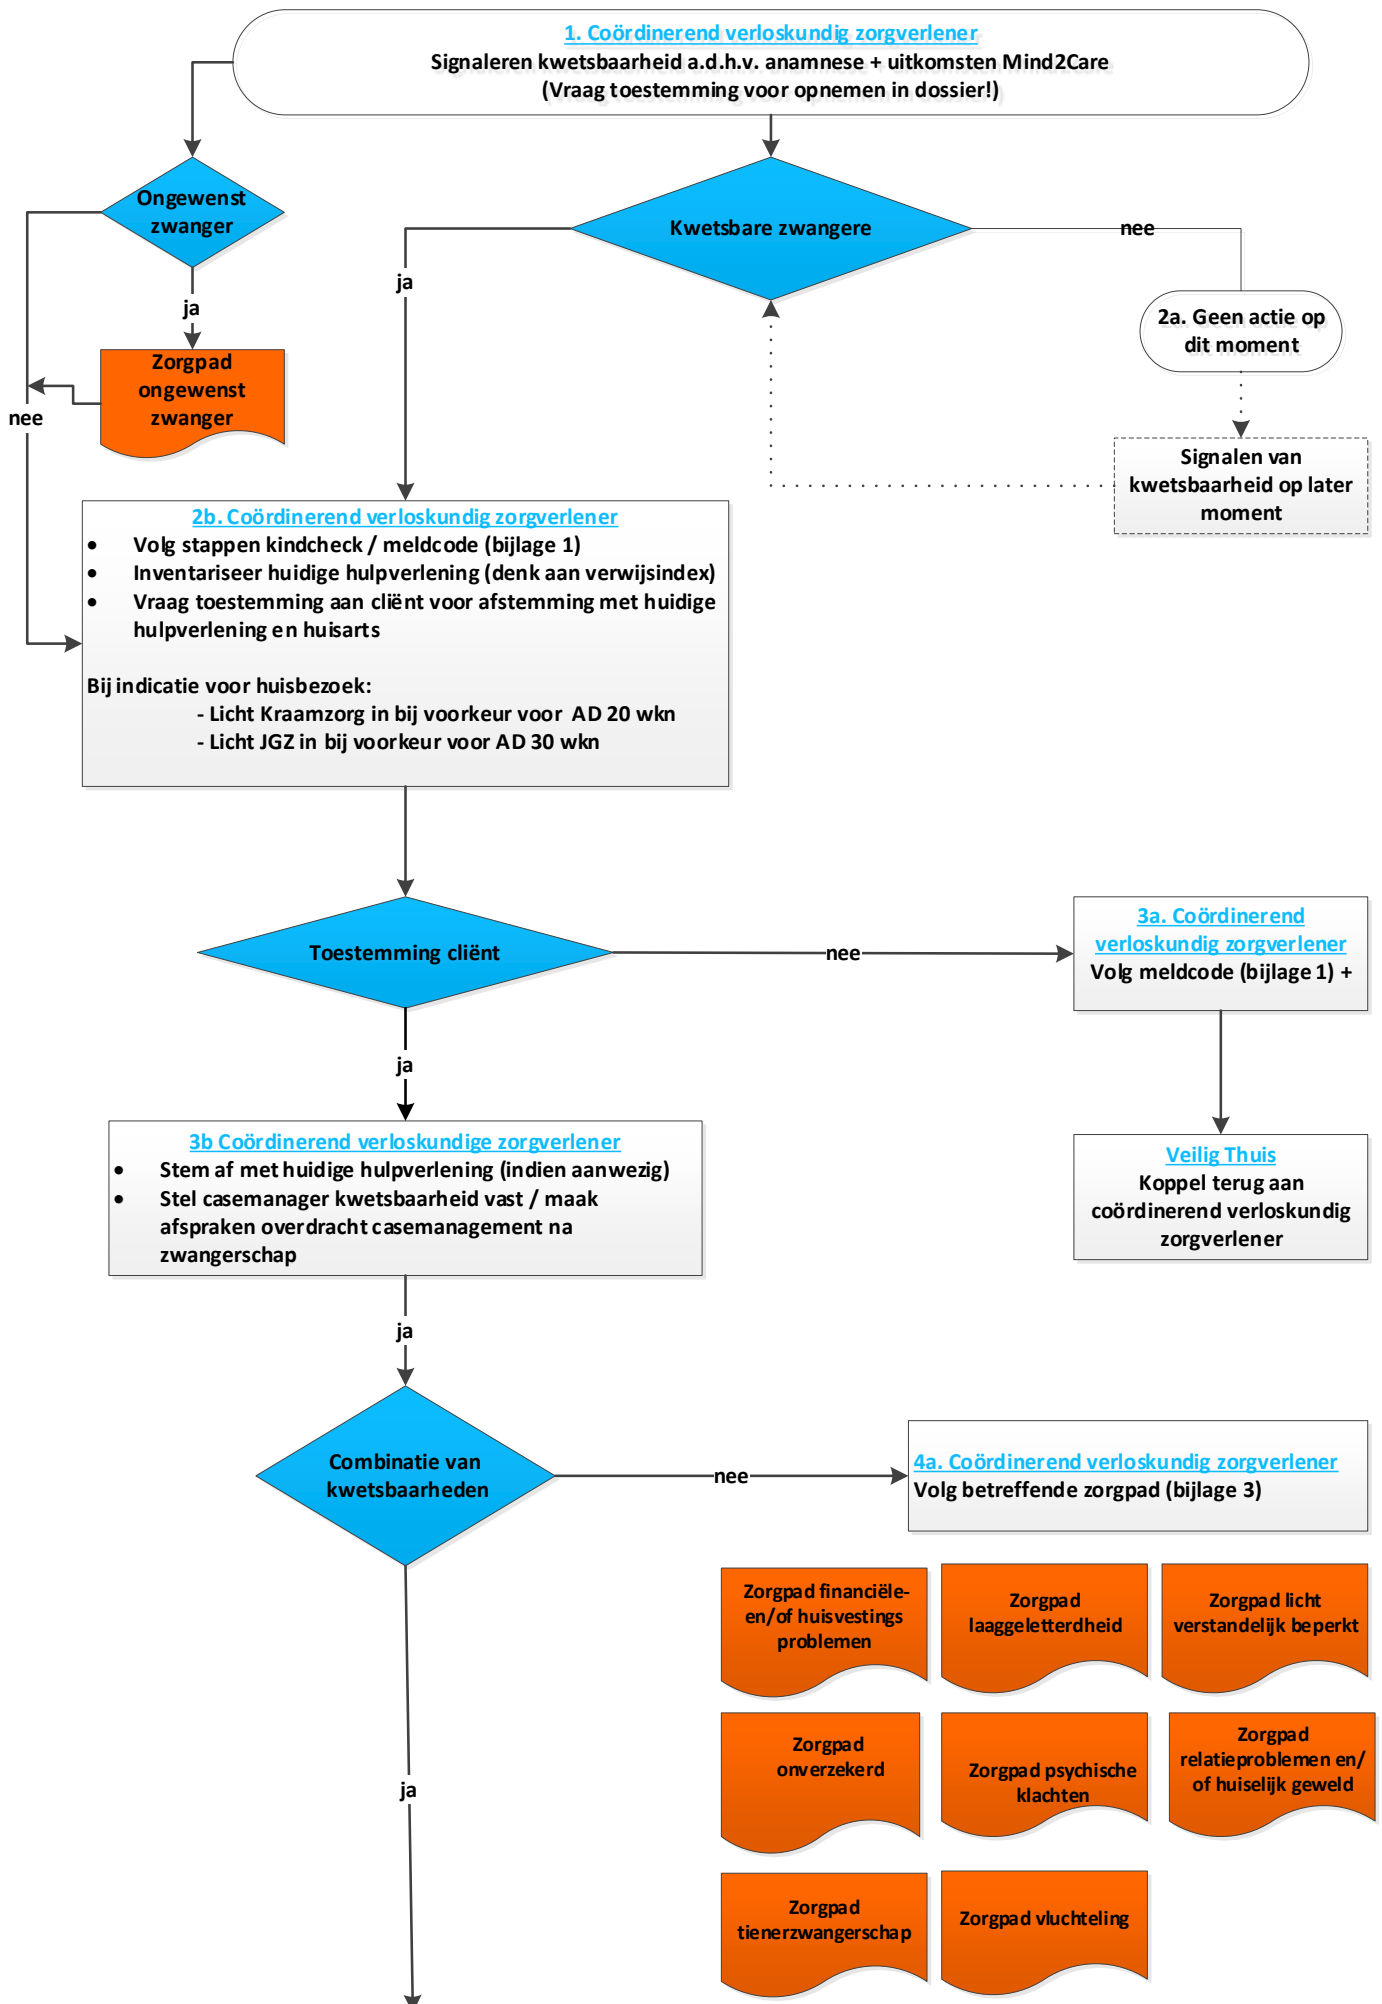 1. Coördinerend verloskundig zorgverlener
Signaleren kwetsbaarheid a.d.h.v. anamnese + uitkomsten Mind2Care
(Vraag toestemming voor opnemen in dossier!)
Ongewenst
zwanger
Kwetsbare zwangere
nee
ja
ja
2a. Geen actie op
dit moment
Zorgpad
ongewenst
zwanger
nee
Signalen van
kwetsbaarheid op later
moment
2b. Coördinerend verloskundig zorgverlener
• Volg stappen kindcheck / meldcode (bijlage 1)
• Inventariseer huidige hulpverlening (denk aan verwijsindex)
• Vraag toestemming aan cliënt voor afstemming met huidige
hulpverlening en huisarts
Bij indicatie voor huisbezoek:
- Licht Kraamzorg in bij voorkeur voor AD 20 wkn
- Licht JGZ in bij voorkeur voor AD 30 wkn
Toestemming cliënt
nee
3a. Coördinerend
verloskundig zorgverlener
Volg meldcode (bijlage 1) +
ja
Veilig Thuis
Koppel terug aan
coördinerend verloskundig
zorgverlener
3b Coördinerend verloskundige zorgverlener
• Stem af met huidige hulpverlening (indien aanwezig)
• Stel casemanager kwetsbaarheid vast / maak
afspraken overdracht casemanagement na
zwangerschap
ja
Combinatie van
kwetsbaarheden
nee
4a. Coördinerend verloskundig zorgverlener
Volg betreffende zorgpad (bijlage 3)
Zorgpad financiële-
en/of huisvestings
problemen
Zorgpad
laaggeletterdheid
Zorgpad licht
verstandelijk beperkt
Zorgpad
onverzekerd
Zorgpad psychische
klachten
Zorgpad
relatieproblemen en/
of huiselijk geweld
ja
Zorgpad
tienerzwangerschap
Zorgpad vluchteling